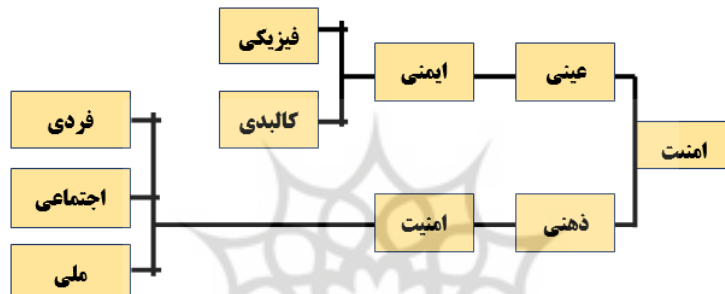 فیزیکی
عینی
ایمنی
کالبدی
فردی
امنیت
اجتماعی
ذهنی
امنیت
ملی